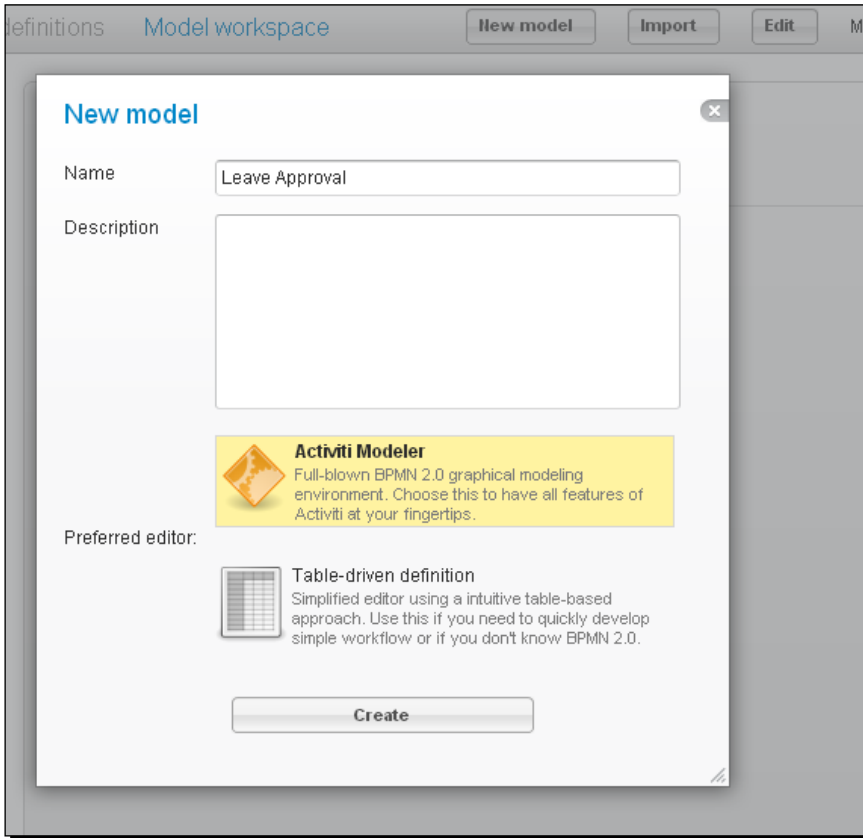 definitions Model workspace New model Import Edit M
New model
Name Leave Approval
Description
Activiti Modeler
Full-blown BPMN 2.0 graphical modeling
environment. Choose this to have all features of
Activiti at your fingertips.
Preferred editor:
Table-driven definition
Simplified editor using a intuitive table-based
approach. Use this if you need to quickly develop
simple workflow or if you don't know BPMN 2.0.
Create